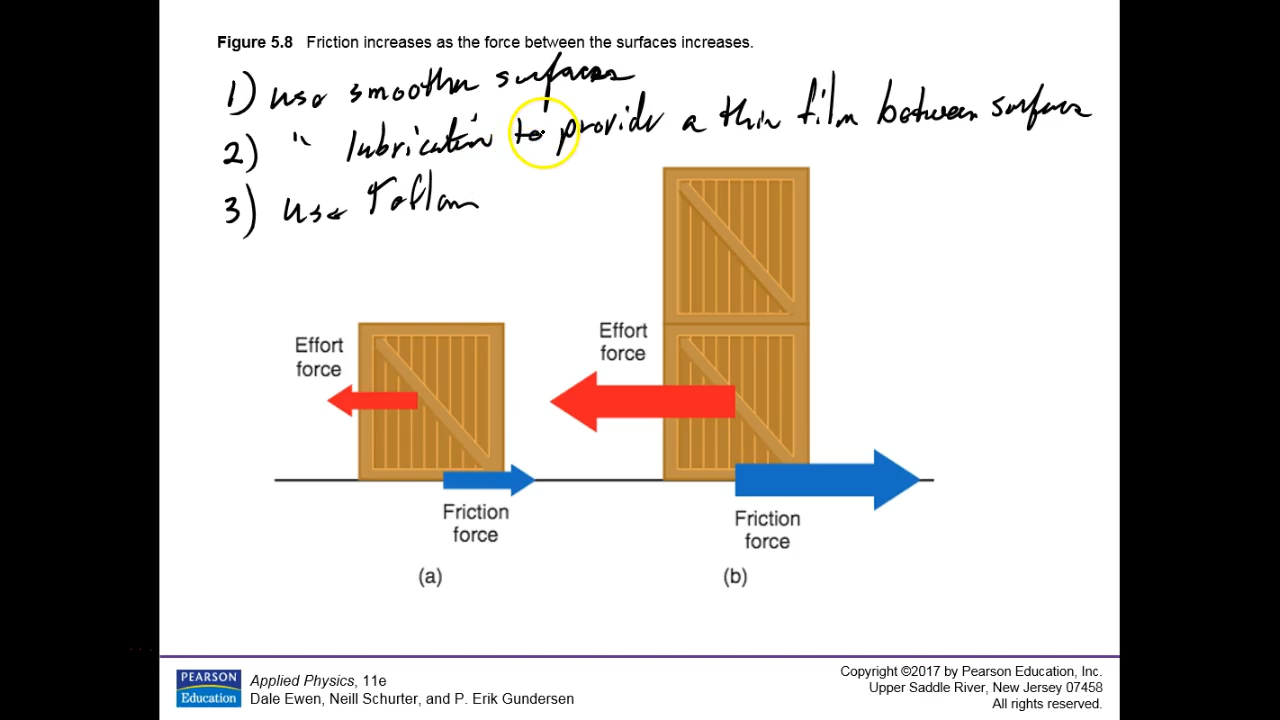 Figure 5.8 Friction increases as the force between the surfaces increases.
1) use smoother surfaces
2) " lubrication to provide a thin film between surfaces
3) use Teflon
Effort
force
Effort
force
Friction
force
Friction
force
(a)
(b)
PEARSON
Education
Applied Physics, 11e
Dale Ewen, Neill Schurter, and P. Erik Gundersen
Copyright ©2017 by Pearson Education, Inc.
Upper Saddle River, New Jersey 07458
All rights reserved.